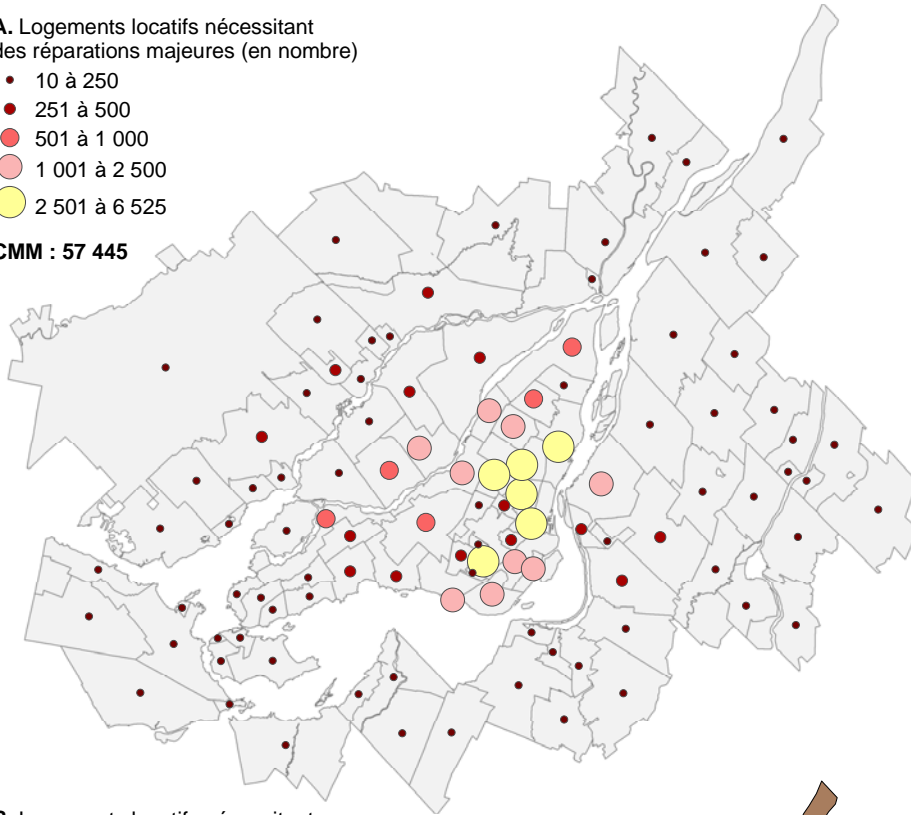 A. Logements locatifs nécessitant
des réparations majeures (en nombre)
10 à 250
251 à 500
501 à 1 000
1 001 à 2 500
2 501 à 6 525
CMM : 57 445